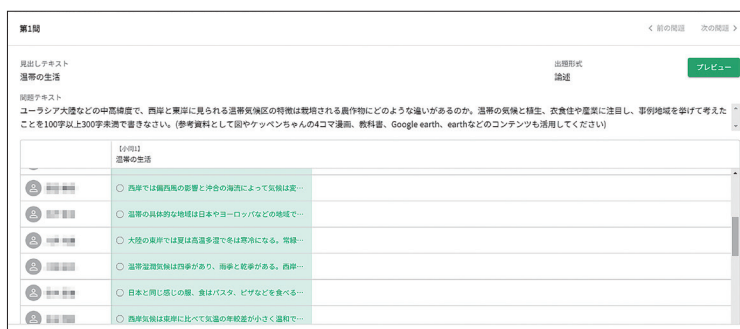 第1問
< 前の問題 次の問題 >
見出しテキスト
温帯の生活
出題形式
論述
プレビュー
問題テキスト
ユーラシア大陸などの中高緯度で、西岸と東岸に見られる温帯気候区の特徴は栽培される農作物にどのような違いがあるのか。温帯の気候と植生、衣食住や産業に注目し、事例地域を挙げて考えた
ことを100字以上300字未満で書きなさい。(参考資料として図やケッペンちゃんの4コマ漫画、教科書、Google earth、earthなどのコンテンツも活用してください)
【小問1】
温帯の生活
西岸では偏西風の影響と沖合の海流によって気候は変…
温帯の具体的な地域は日本やヨーロッパなどの地域で…
大陸の東岸では夏は高温多湿で冬は寒冷になる。常緑…
温帯湿潤気候は四季があり、雨季と乾季がある。西岸…
日本と同じ感じの服、食はパスタ、ピザなどを食べる…
西岸気候は東岸に比べて気温の年較差が小さく温和で…